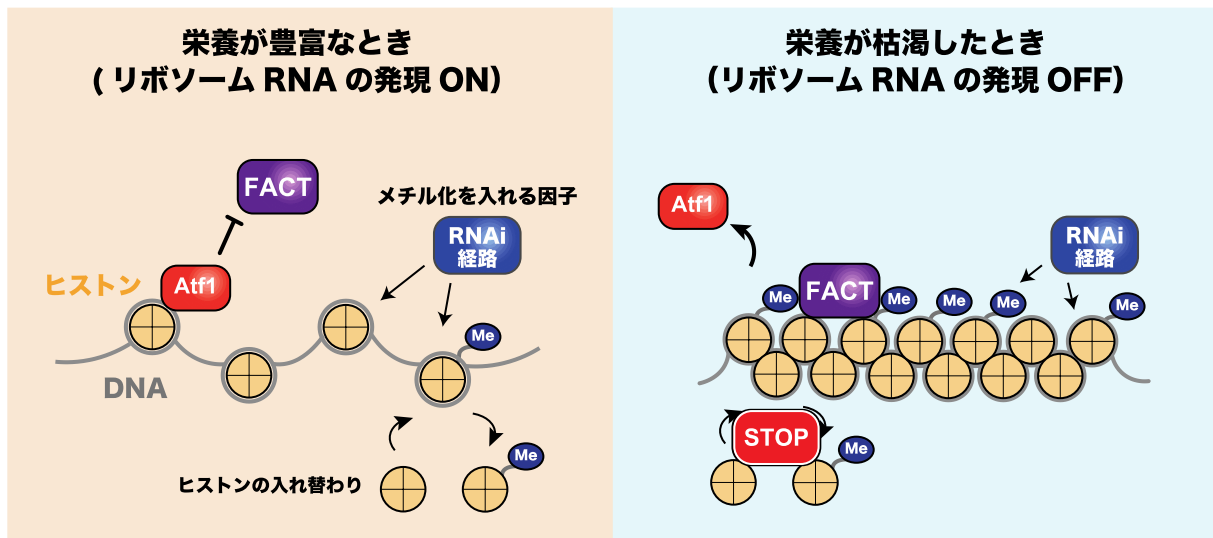 栄養が豊富なとき
( リボソーム RNA の発現 ON)
FACT
メチル化を入れる因子
RNAi
経路
ヒストン
Atf1
Me
DNA
Me
ヒストンの入れ替わり
栄養が枯渇したとき
(リボソーム RNA の発現 OFF)
Atf1
RNAi
経路
FACT
Me
Me
Me
Me
Me
STOP
Me